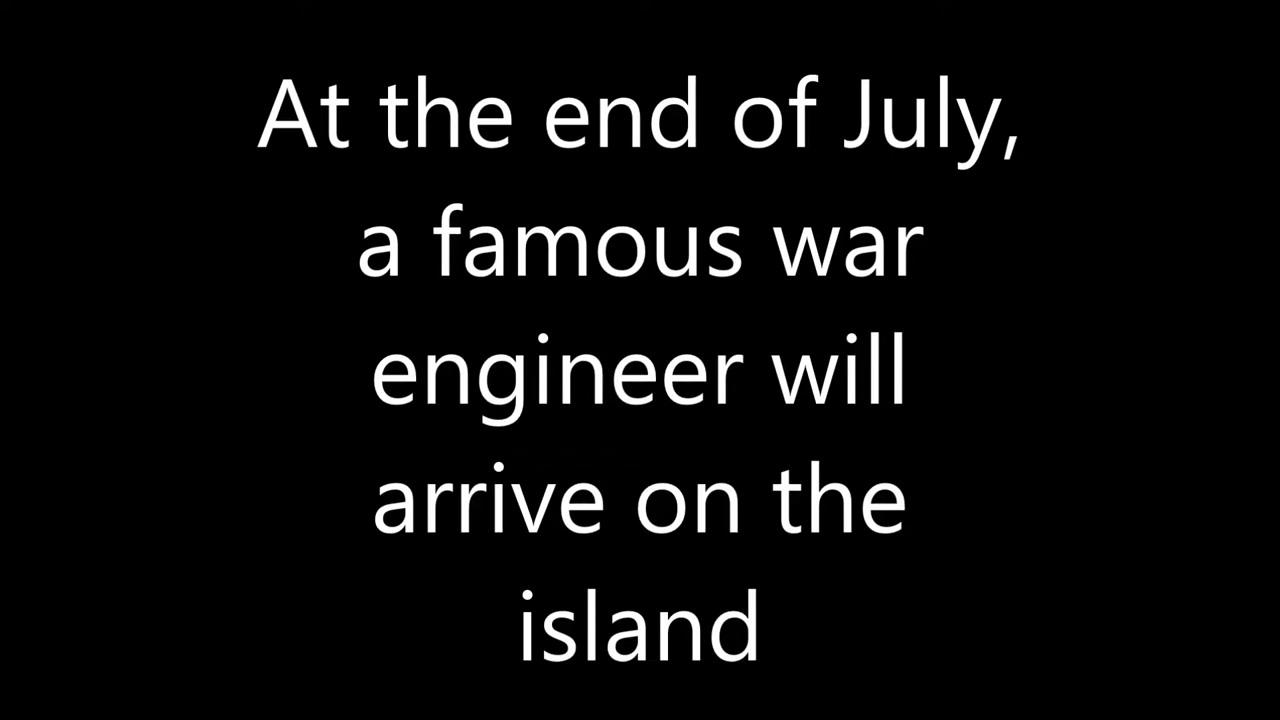 At the end of July,
a famous war
engineer will
arrive on the
island